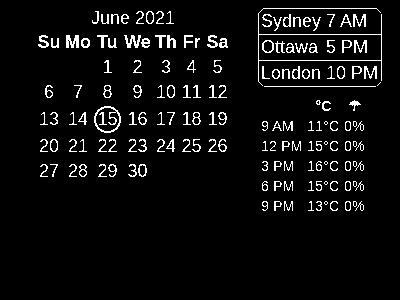 June 2021
Su Mo Tu We Th Fr Sa
1 2 3 4 5
6 7 8 9 10 11 12
13 14 15 16 17 18 19
20 21 22 23 24 25 26
27 28 29 30
Sydney 7 AM
Ottawa 5 PM
London 10 PM
°C ☂
9 AM 11°C 0%
12 PM 15°C 0%
3 PM 16°C 0%
6 PM 15°C 0%
9 PM 13°C 0%